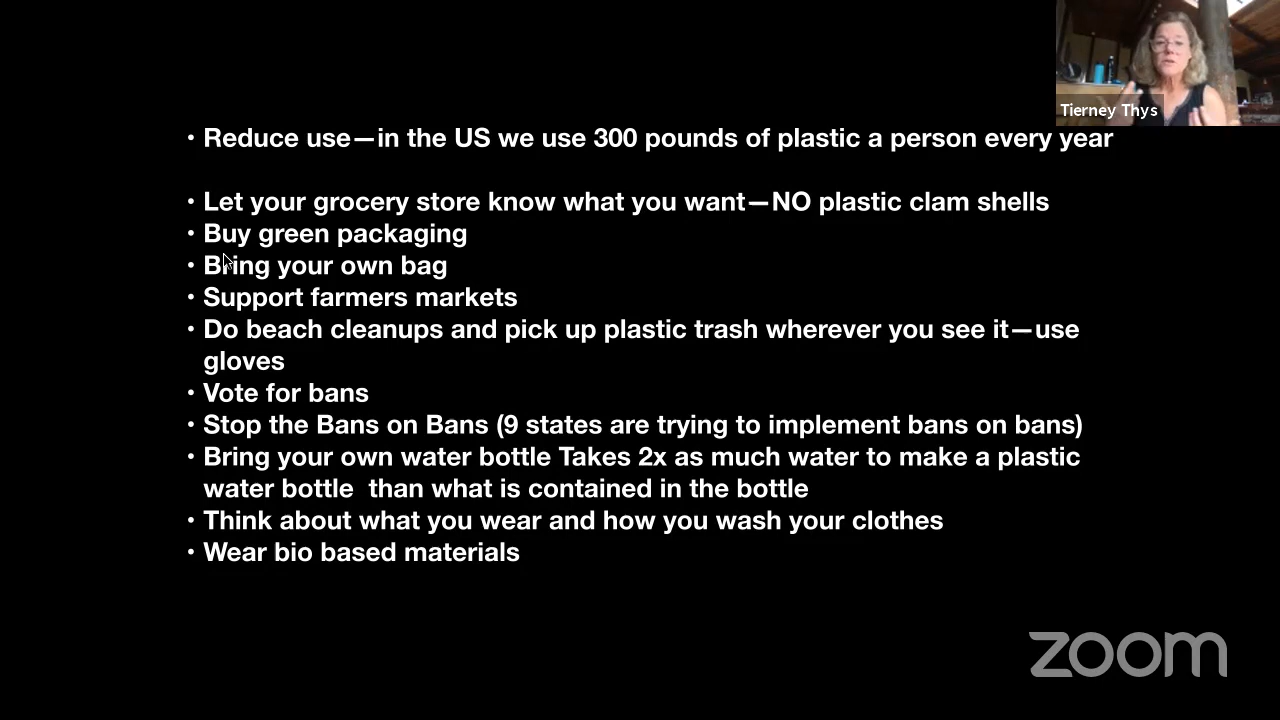 Tierney Thys
• Reduce use—in the US we use 300 pounds of plastic a person every year
• Let your grocery store know what you want—NO plastic clam shells
• Buy green packaging
• Bring your own bag
• Support farmers markets
• Do beach cleanups and pick up plastic trash wherever you see it—use
gloves
• Vote for bans
• Stop the Bans on Bans (9 states are trying to implement bans on bans)
• Bring your own water bottle Takes 2x as much water to make a plastic
water bottle  than what is contained in the bottle
• Think about what you wear and how you wash your clothes
• Wear bio based materials
zoom